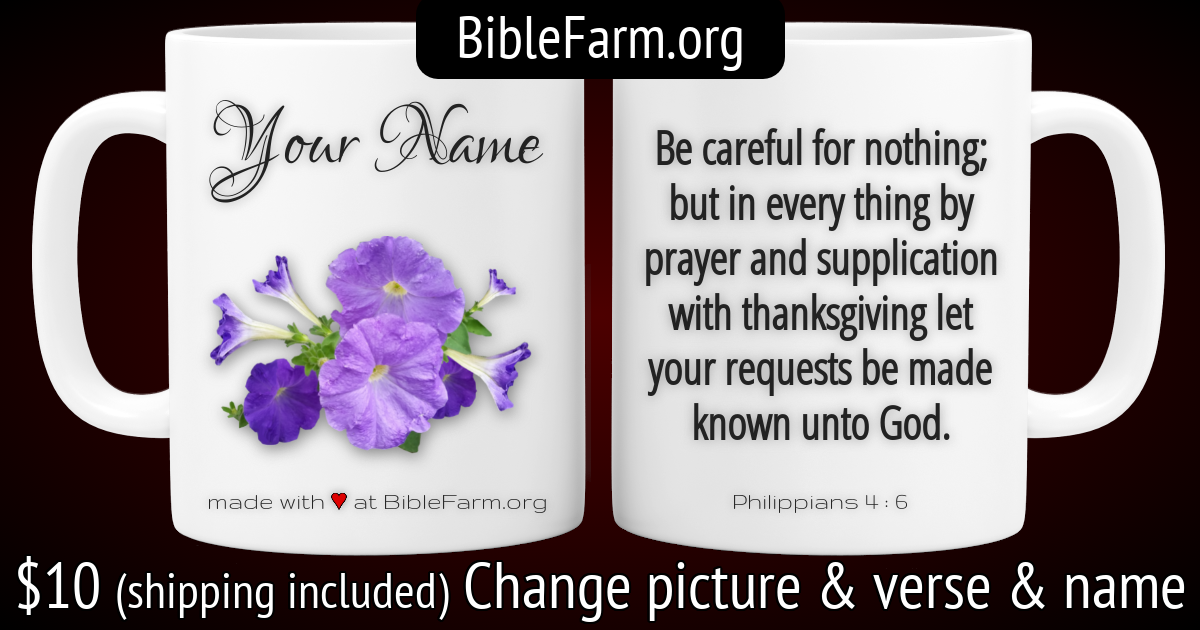 BibleFarm.org
Your Name
made with ♥ at BibleFarm.org
Be careful for nothing;
but in every thing by
prayer and supplication
with thanksgiving let
your requests be made
known unto God.
Philippians 4 : 6
$10 (shipping included) Change picture & verse & name